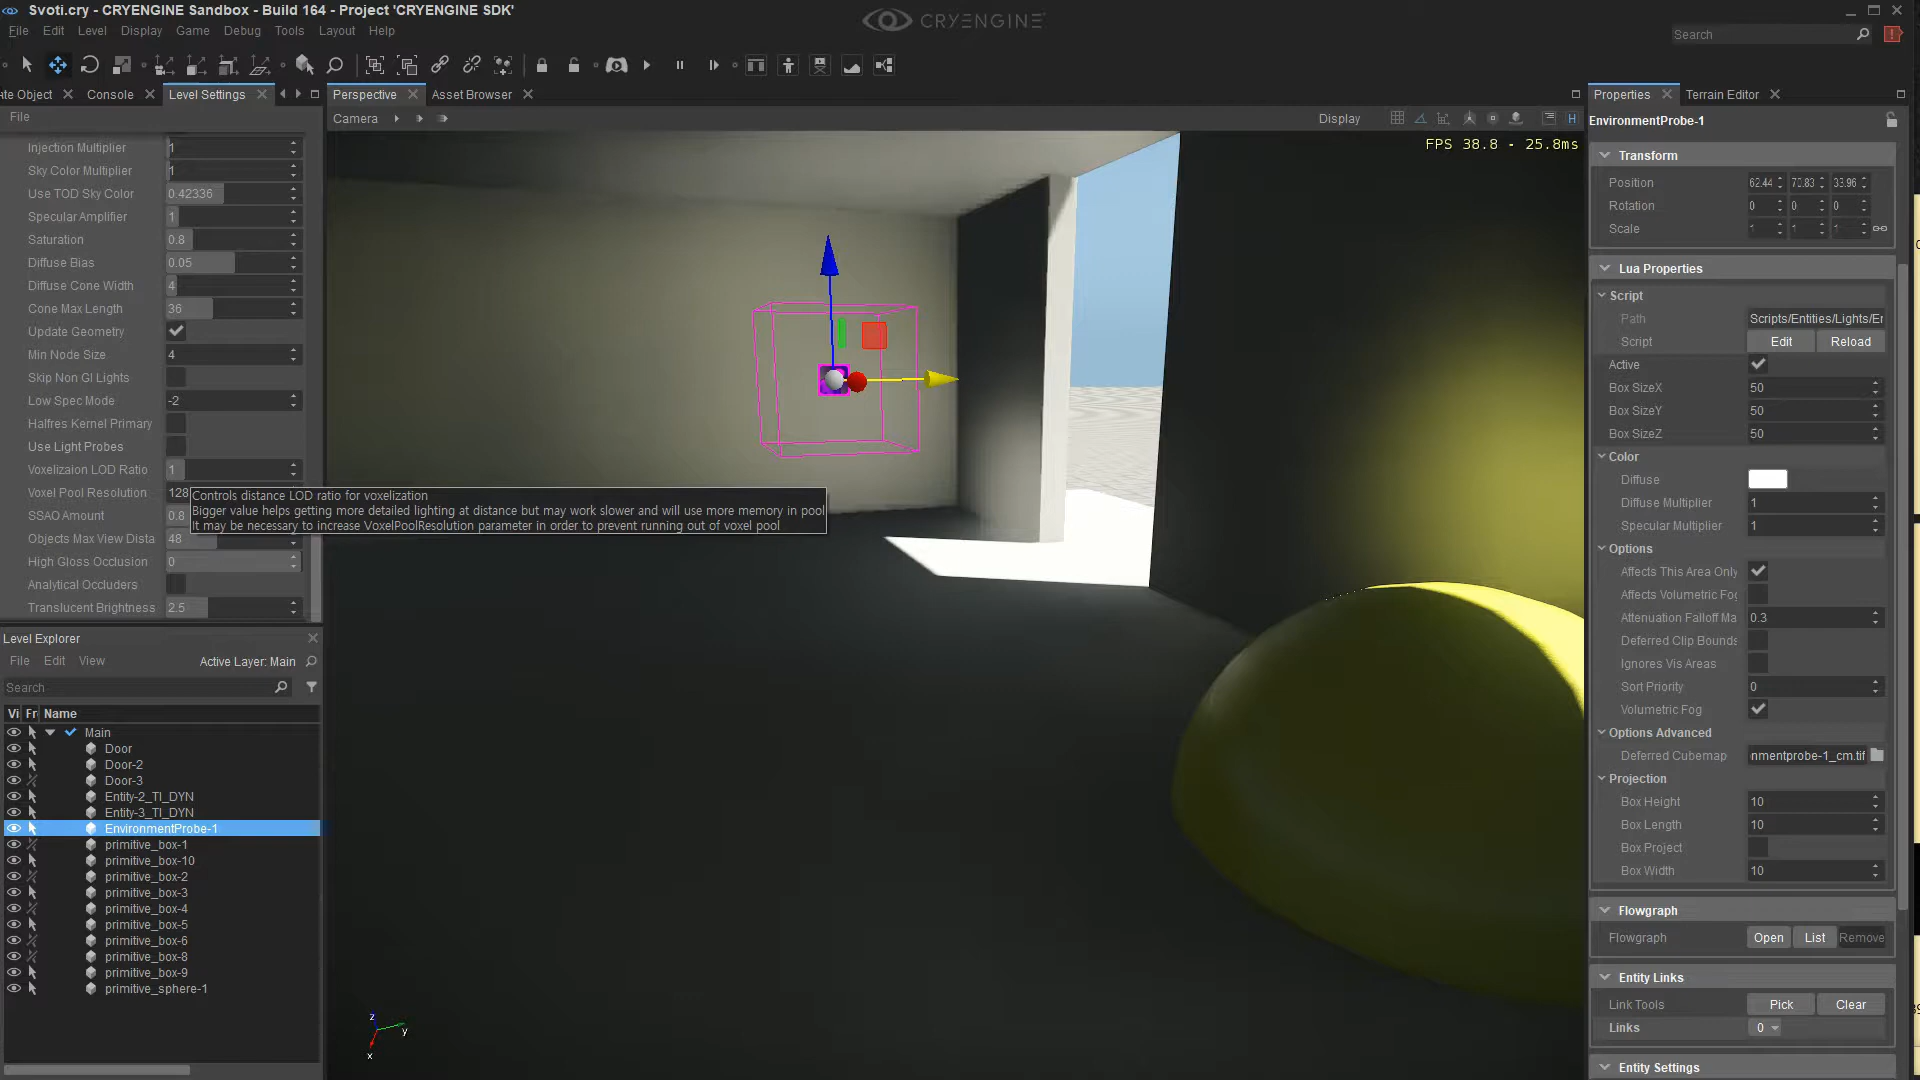 Svoti.cry - CRYENGINE Sandbox - Build 164 - Project 'CRYENGINE SDK'
CRYENGINE
File Edit Level Display Game Debug Tools Layout Help
Search
ate Object Console Level Settings
Perspective Asset Browser
Properties Terrain Editor
File
Camera
Display
H
EnvironmentProbe-1
FPS 38.8 - 25.8ms
Injection Multiplier 1
Sky Color Multiplier 1
Use TOD Sky Color 0.42336
Specular Amplifier 1
Saturation 0.8
Diffuse Bias 0.05
Diffuse Cone Width 4
Cone Max Length 36
Update Geometry
Min Node Size 4
Skip Non GI Lights
Low Spec Mode -2
Halfres Kernel Primary
Use Light Probes
Voxelizaion LOD Ratio 1
Voxel Pool Resolution 128
SSAO Amount 0.8
Objects Max View Dista 48
High Gloss Occlusion 0
Analytical Occluders
Translucent Brightness 2.5
Controls distance LOD ratio for voxelization
Bigger value helps getting more detailed lighting at distance but may work slower and will use more memory in pool
It may be necessary to increase VoxelPoolResolution parameter in order to prevent running out of voxel pool
Level Explorer
File Edit View Active Layer: Main
Search
Vi Fr Name
Main
Door
Door-2
Door-3
Entity-2_TI_DYN
Entity-3_TI_DYN
EnvironmentProbe-1
primitive_box-1
primitive_box-10
primitive_box-2
primitive_box-3
primitive_box-4
primitive_box-5
primitive_box-6
primitive_box-8
primitive_box-9
primitive_sphere-1
z
y
x
Transform
Position 62.44 70.83 33.96
Rotation 0 0 0
Scale 1 1 1
Lua Properties
Script
Path Scripts/Entities/Lights/Er
Script Edit Reload
Active
Box SizeX 50
Box SizeY 50
Box SizeZ 50
Color
Diffuse
Diffuse Multiplier 1
Specular Multiplier 1
Options
Affects This Area Only
Affects Volumetric Fog
Attenuation Falloff Ma 0.3
Deferred Clip Bounds
Ignores Vis Areas
Sort Priority 0
Volumetric Fog
Options Advanced
Deferred Cubemap nmentprobe-1_cm.tif
Projection
Box Height 10
Box Length 10
Box Project
Box Width 10
Flowgraph
Flowgraph Open List Remove
Entity Links
Link Tools Pick Clear
Links 0
Entity Settings